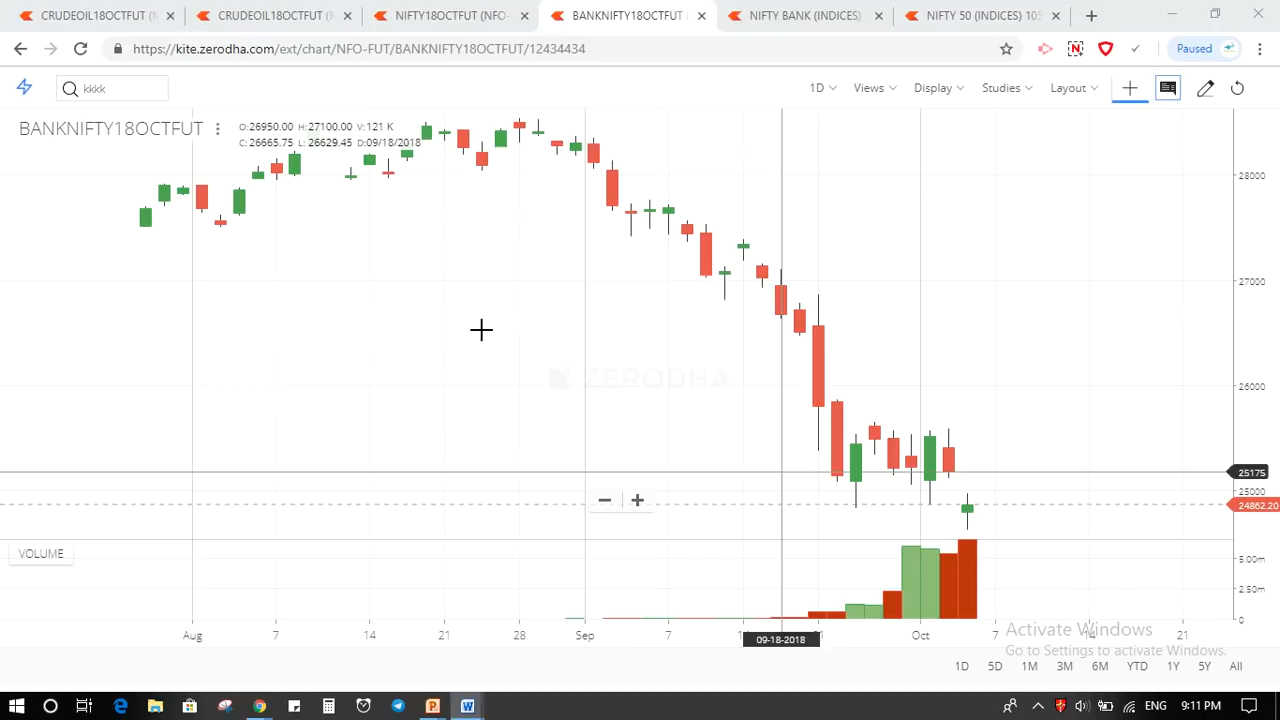 CRUDEOIL18OCTFUT (N
CRUDEOIL18OCTFUT (N
NIFTY18OCTFUT (NFO-
BANKNIFTY18OCTFUT
NIFTY BANK (INDICES)
NIFTY 50 (INDICES) 105
https://kite.zerodha.com/ext/chart/NFO-FUT/BANKNIFTY18OCTFUT/12434434
Paused
kkkk
1D Views Display Studies Layout
BANKNIFTY18OCTFUT
O:26950.00 H:27100.00 V:121 K
C:26665.75 L:26629.45 D:09/18/2018
28000
27000
26000
ZERODHA
25175
25000
24862.20
VOLUME
5.00m
2.50m
0
Aug 7 14 21 28 Sep 7 Oct 7 14 21
09-18-2018
Activate Windows
Go to Settings to activate Windows.
1D 5D 1M 3M 6M YTD 1Y 5Y All
ENG 9:11 PM